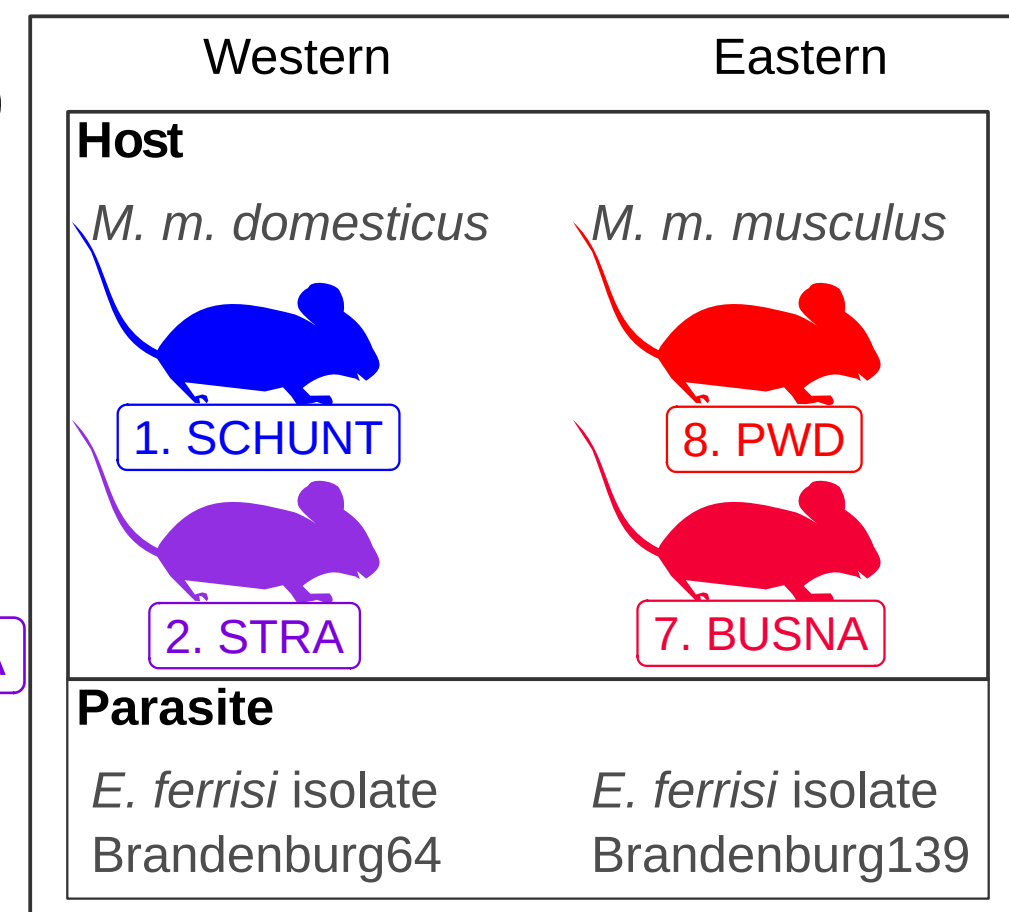 Western Eastern
Host
M. m. domesticus M. m. musculus
1. SCHUNT 8. PWD
2. STRA 7. BUSNA
Parasite
E. ferrisi isolate E. ferrisi isolate
Brandenburg64 Brandenburg139